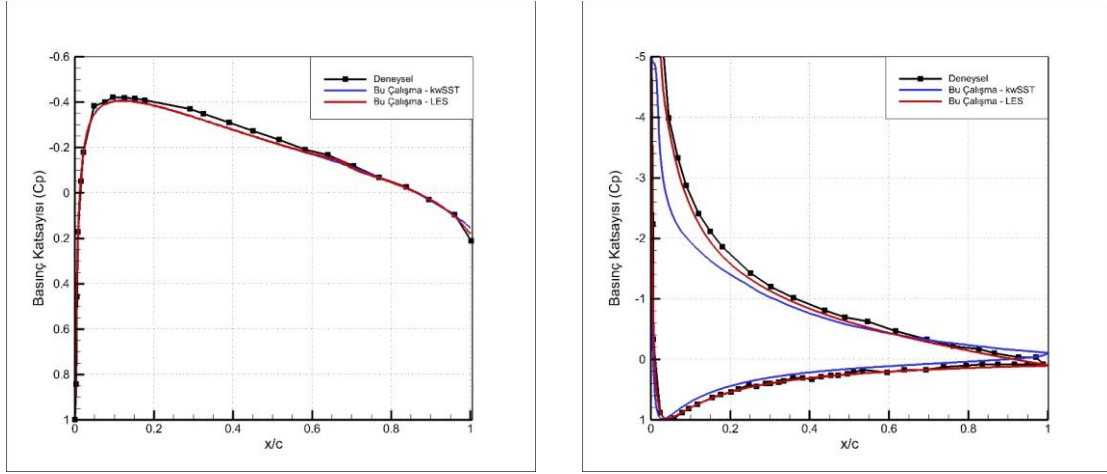 -0.6
-0.4
-0.2
0
0.2
0.4
0.6
0.8
1
Basınç Katsayısı (Cp)
0
0.2
0.4
0.6
0.8
1
x/c
Deneysel
Bu Çalışma - kwSST
Bu Çalışma - LES
-5
-4
-3
-2
-1
0
1
Basınç Katsayısı (Cp)
0
0.2
0.4
0.6
0.8
1
x/c
Deneysel
Bu Çalışma - kwSST
Bu Çalışma - LES